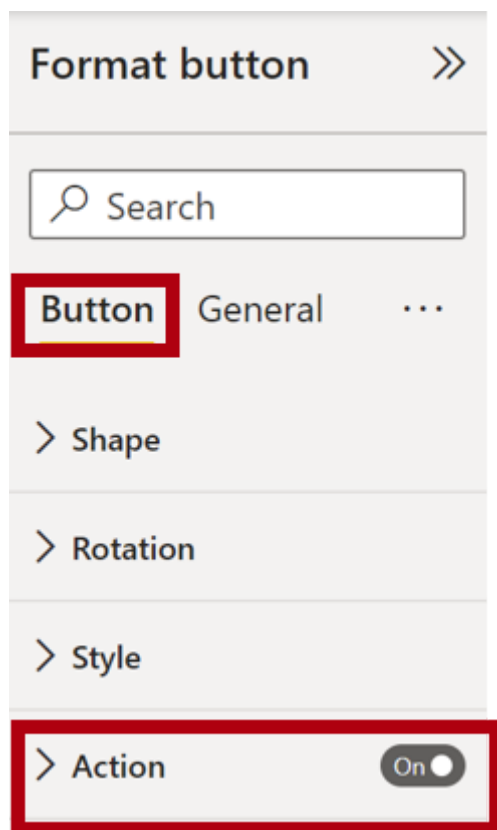 Format button
Search
Button General ...
Shape
Rotation
Style
Action On